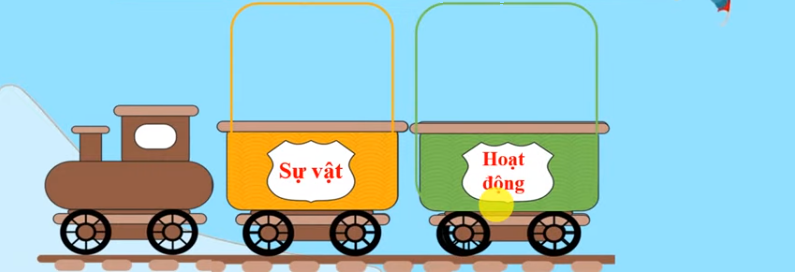 Sự vật
Hoạt
động